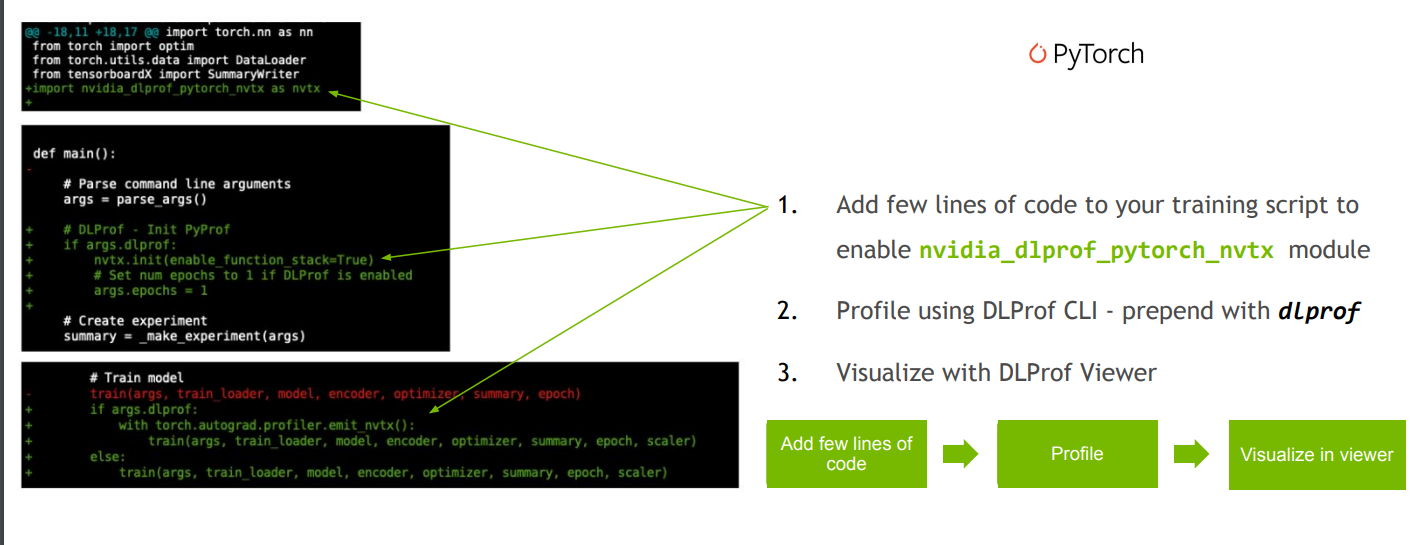 @@ -18,11 +18,17 @@ import torch.nn as nn
 from torch import optim
 from torch.utils.data import DataLoader
 from tensorboardX import SummaryWriter
+import nvidia_dlprof_pytorch_nvtx as nvtx
+
def main():
-
    # Parse command line arguments
    args = parse_args()
+   # DLProf - Init PyProf
+   if args.dlprof:
+       nvtx.init(enable_function_stack=True)
+       # Set num epochs to 1 if DLProf is enabled
+       args.epochs = 1
+
    # Create experiment
    summary = _make_experiment(args)
        # Train model
-       train(args, train_loader, model, encoder, optimizer, summary, epoch)
+       if args.dlprof:
+           with torch.autograd.profiler.emit_nvtx():
+               train(args, train_loader, model, encoder, optimizer, summary, epoch, scaler)
+       else:
+           train(args, train_loader, model, encoder, optimizer, summary, epoch, scaler)
PyTorch
1. Add few lines of code to your training script to
enable nvidia_dlprof_pytorch_nvtx module
2. Profile using DLProf CLI - prepend with dlprof
3. Visualize with DLProf Viewer
Add few lines of
code
Profile
Visualize in viewer